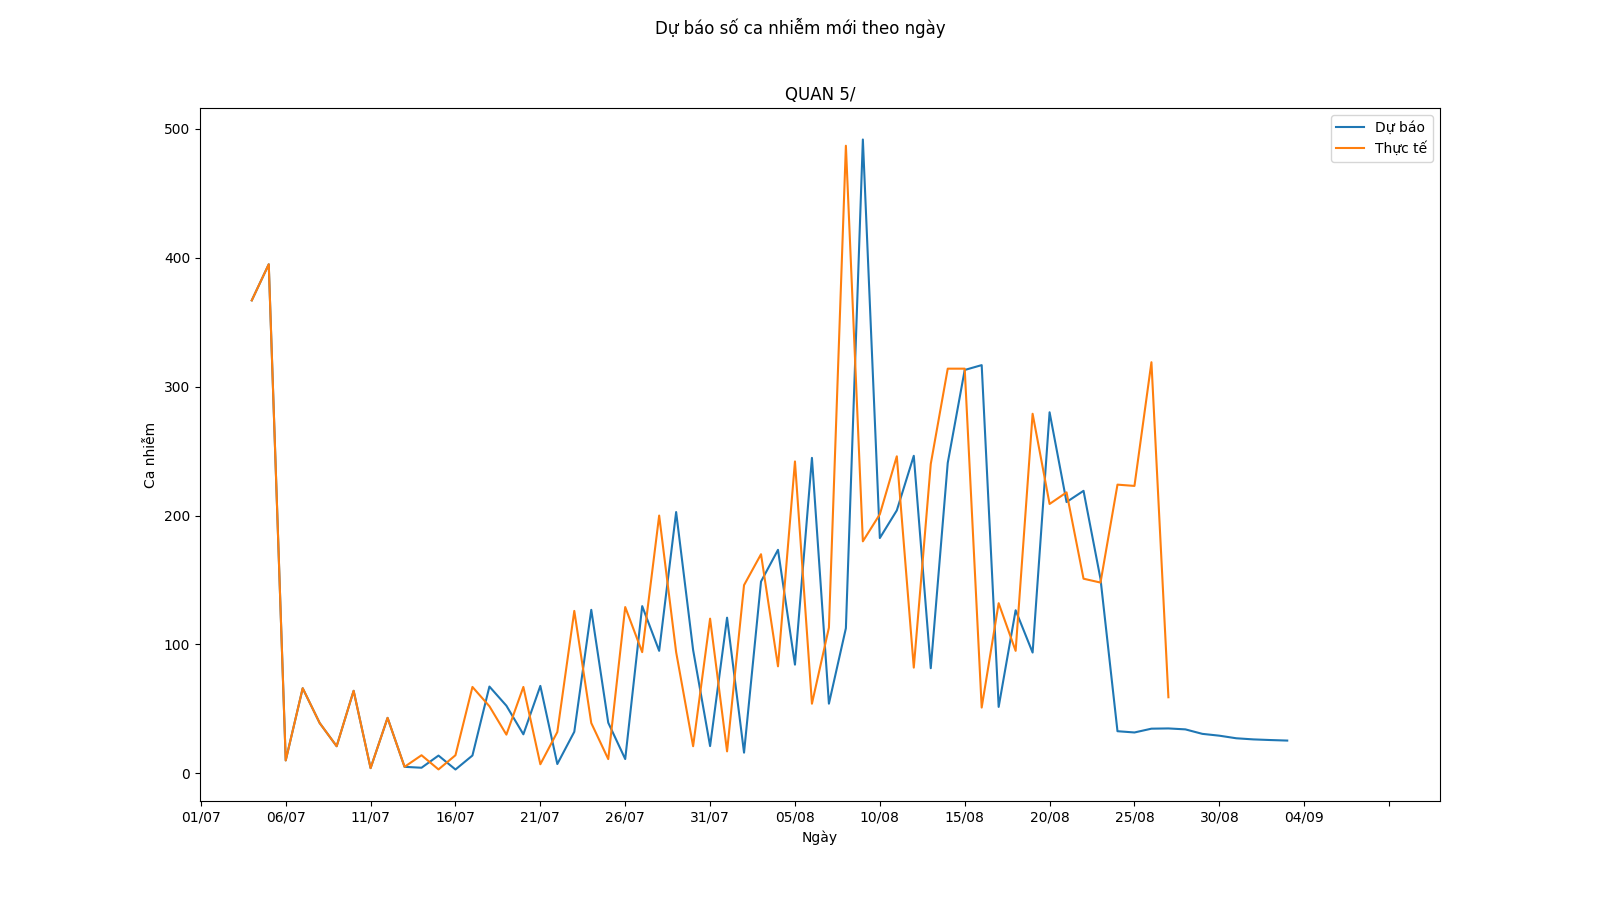 Dự báo số ca nhiễm mới theo ngày
QUAN 5/
Dự báo
Thực tế
500
400
300
200
100
0
Ca nhiễm
01/07 06/07 11/07 16/07 21/07 26/07 31/07 05/08 10/08 15/08 20/08 25/08 30/08 04/09
Ngày